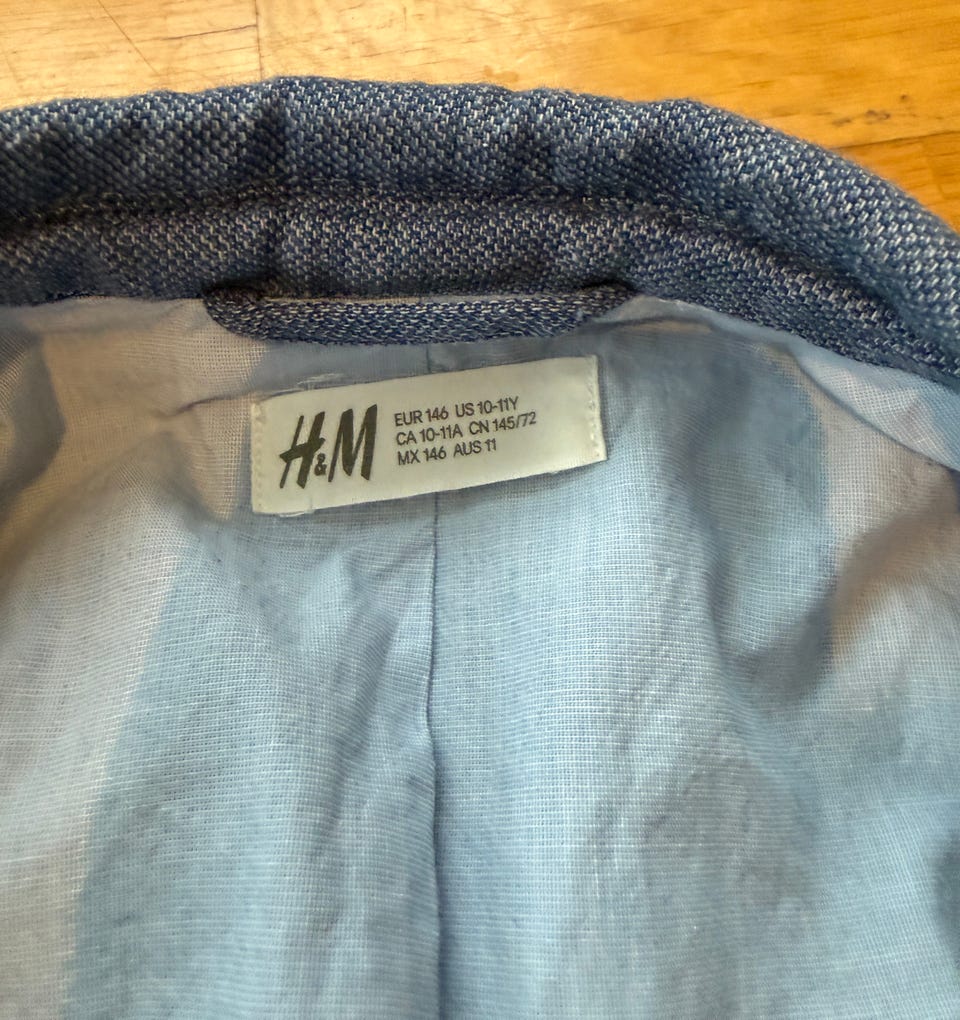 H&M
EUR 146 US 10-11Y
CA 10-11A CN 145/72
MX 146 AUS 11